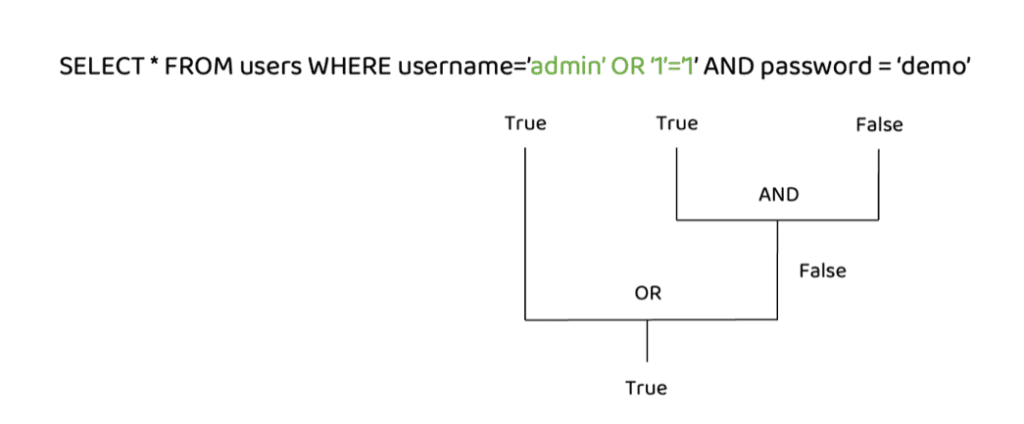 SELECT * FROM users WHERE username='admin' OR '1'='1' AND password = 'demo'
True True False
AND
False
OR
True